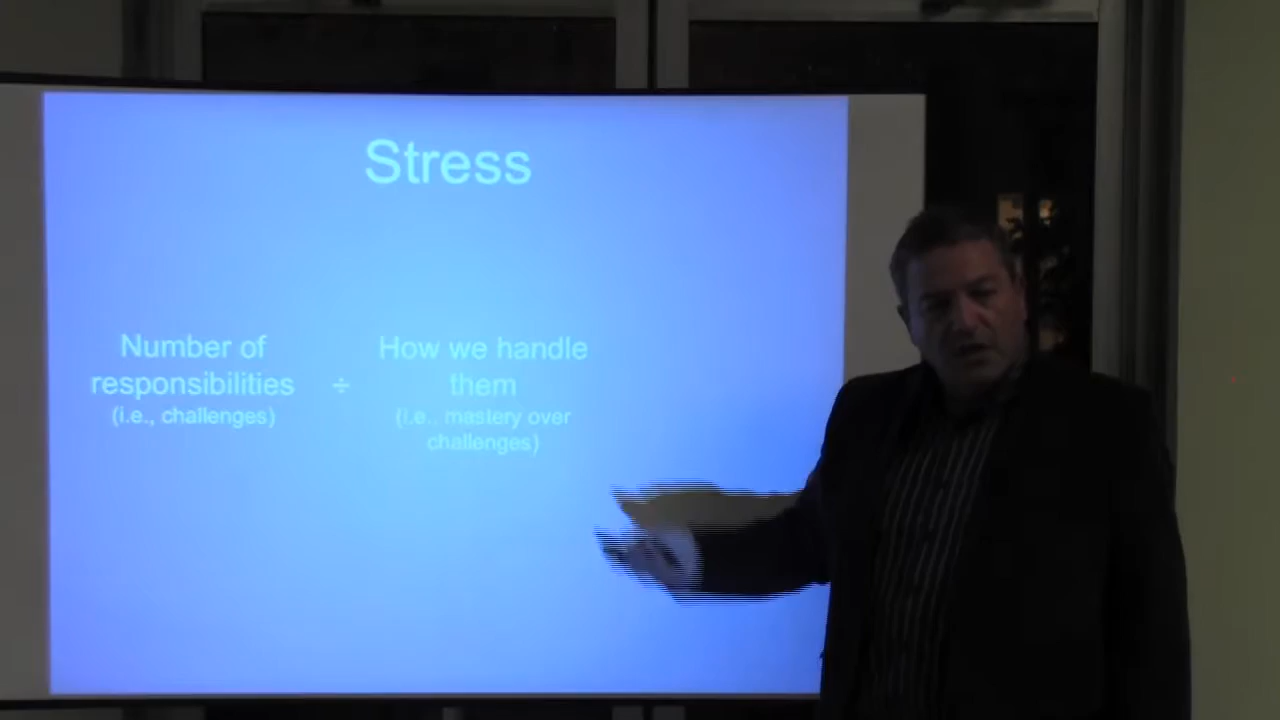 Stress
Number of
responsibilities
(i.e., challenges)
÷
How we handle
them
(i.e., mastery over
challenges)